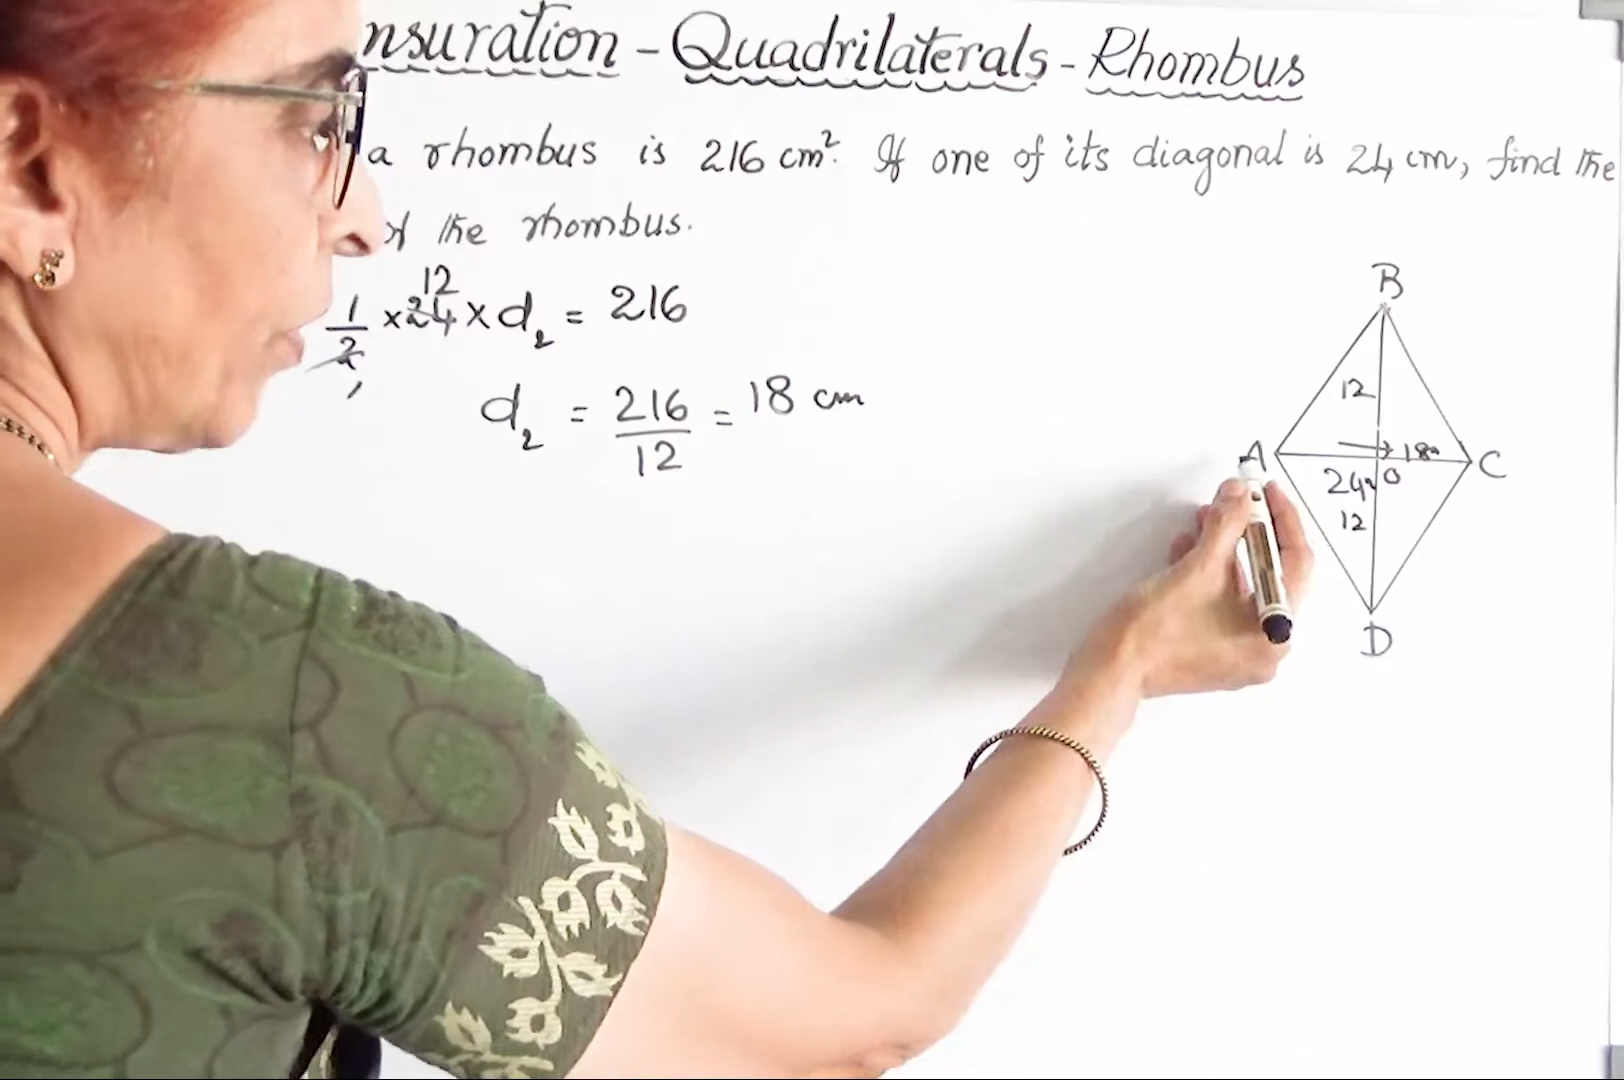 nsuration - Quadrilaterals - Rhombus
a rhombus is 216 cm². If one of its diagonal is 24 cm, find the
of the rhombus.
12
1/2 × 24 × d₂ = 216
d₂ = 216/12 = 18 cm
B
12
A 18 C
24 O
12
D